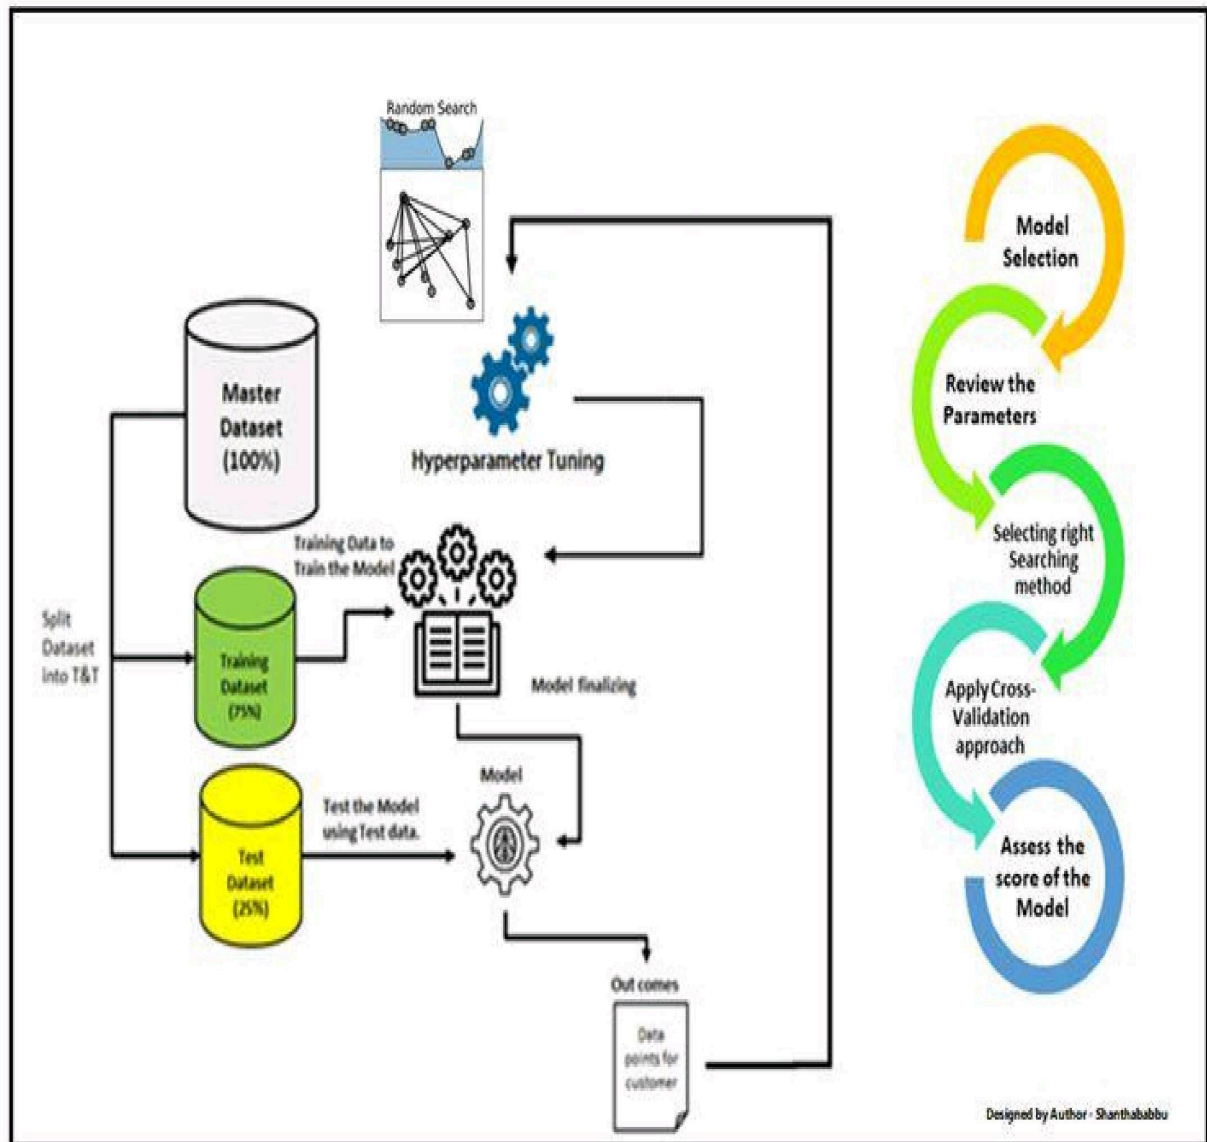 Random Search
Master
Dataset
(100%)
Hyperparameter Tuning
Training Data to
Train the Model
Split
Dataset
into T&T
Training
Dataset
(75%)
Model finalizing
Test
Dataset
(25%)
Test the Model
using Test data.
Model
Out comes
Data
points for
customer
Model
Selection
Review the
Parameters
Selecting right
Searching
method
Apply Cross-
Validation
approach
Assess the
score of the
Model
Designed by Author - Shanthababbu